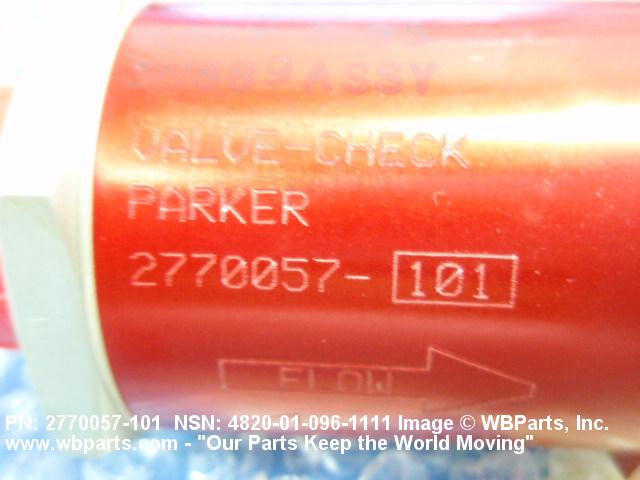 ASSY
VALVE-CHECK
PARKER
2770057- 101
FLOW
PN: 2770057-101 NSN: 4820-01-096-1111 Image © WBParts, Inc.
www.wbparts.com - "Our Parts Keep the World Moving"